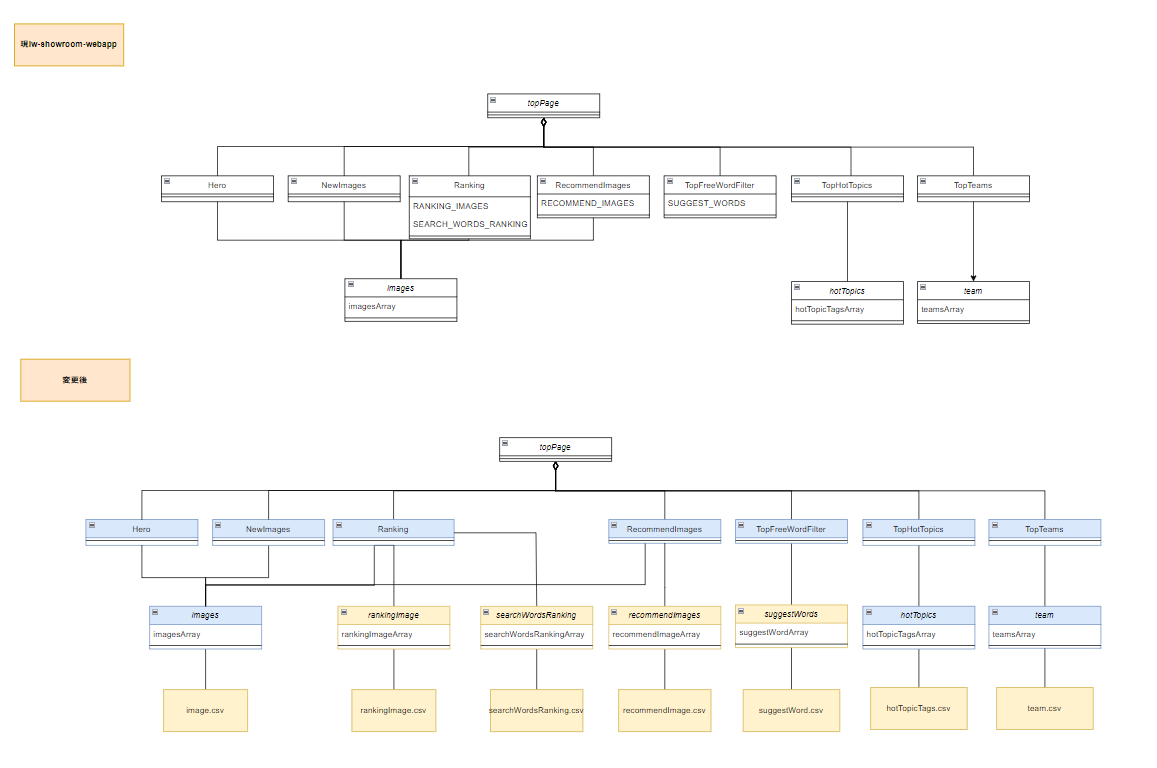 現lw-showroom-webapp
topPage
Hero
NewImages
Ranking
RecommendImages
TopFreeWordFilter
TopHotTopics
TopTeams
RANKING_IMAGES
SEARCH_WORDS_RANKING
RECOMMEND_IMAGES
SUGGEST_WORDS
images
imagesArray
hotTopics
hotTopicTagsArray
team
teamsArray
変更後
topPage
Hero
NewImages
Ranking
RecommendImages
TopFreeWordFilter
TopHotTopics
TopTeams
images
imagesArray
rankingImage
rankingImageArray
searchWordsRanking
searchWordsRankingArray
recommendImages
recommendImageArray
suggestWords
suggestWordArray
hotTopics
hotTopicTagsArray
team
teamsArray
image.csv
rankingImage.csv
searchWordsRanking.csv
recommendImage.csv
suggestWord.csv
hotTopicTags.csv
team.csv